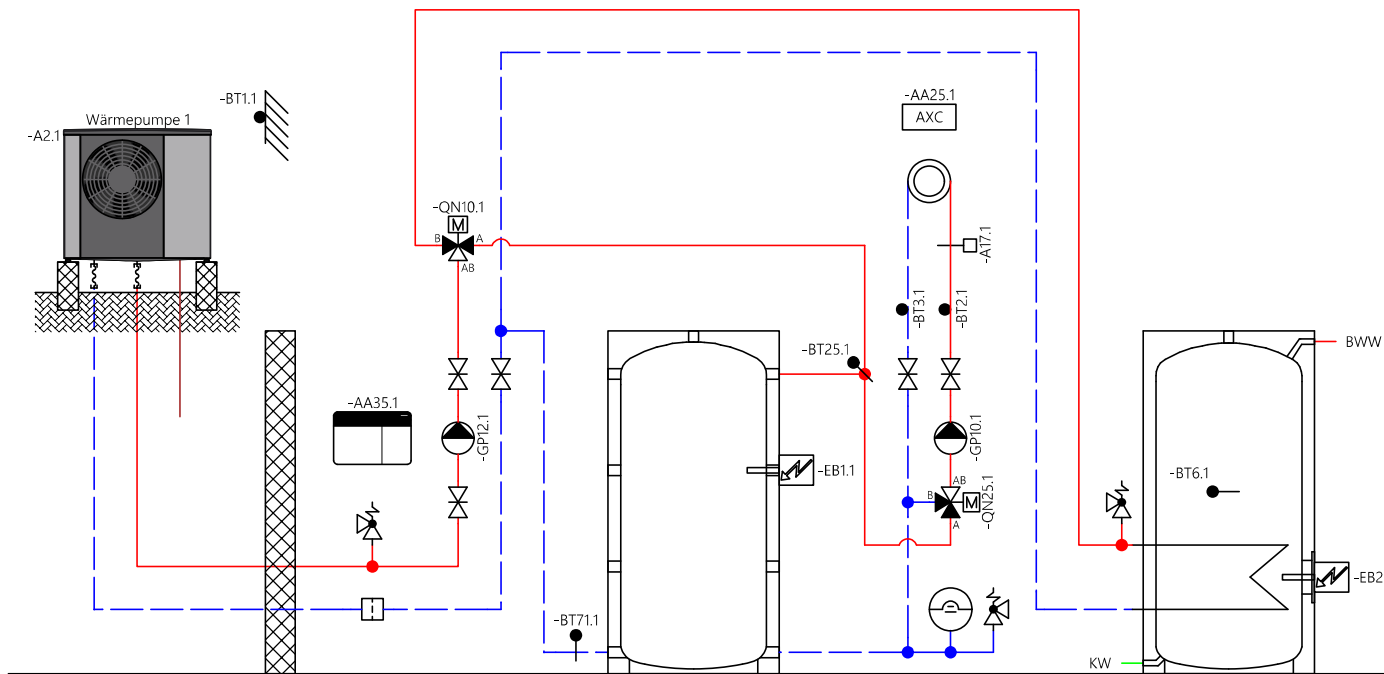 -BT1.1
-AA25.1
AXC
Wärmepumpe 1
-A2.1
-QN10.1
M
B
A
AB
-A17.1
-BT3.1
-BT2.1
-BT25.1
BWW
-AA35.1
-GP12.1
-GP10.1
-EB1.1
-BT6.1
AB
B
M
A
-QN25.1
-EB2
-BT71.1
KW